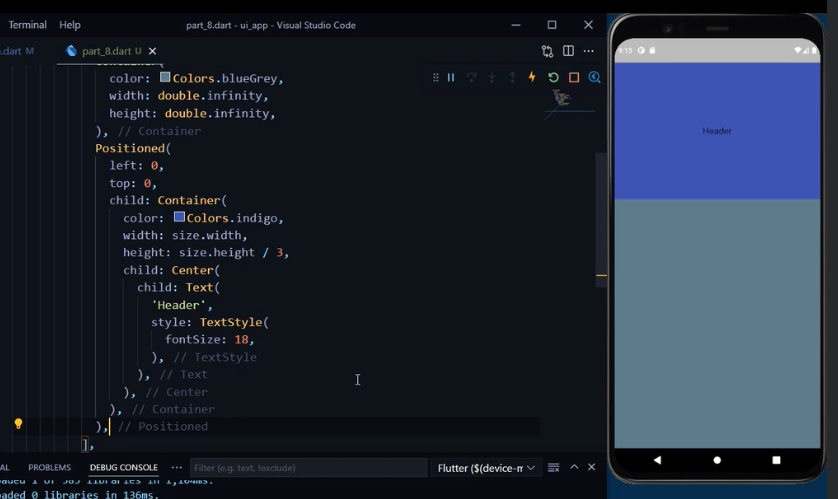 Terminal Help part_8.dart - ui_app - Visual Studio Code
.dart M part_8.dart U
color: Colors.blueGrey,
width: double.infinity,
height: double.infinity,
), // Container
Positioned(
left: 0,
top: 0,
child: Container(
color: Colors.indigo,
width: size.width,
height: size.height / 3,
child: Center(
child: Text(
'Header',
style: TextStyle(
fontSize: 18,
), // TextStyle
), // Text
), // Center
), // Container
), // Positioned
],
AL PROBLEMS DEBUG CONSOLE ... Filter (e.g. text, !exclude) Flutter ($(device-m
aded 0 libraries in 136ms.
9:15
Header